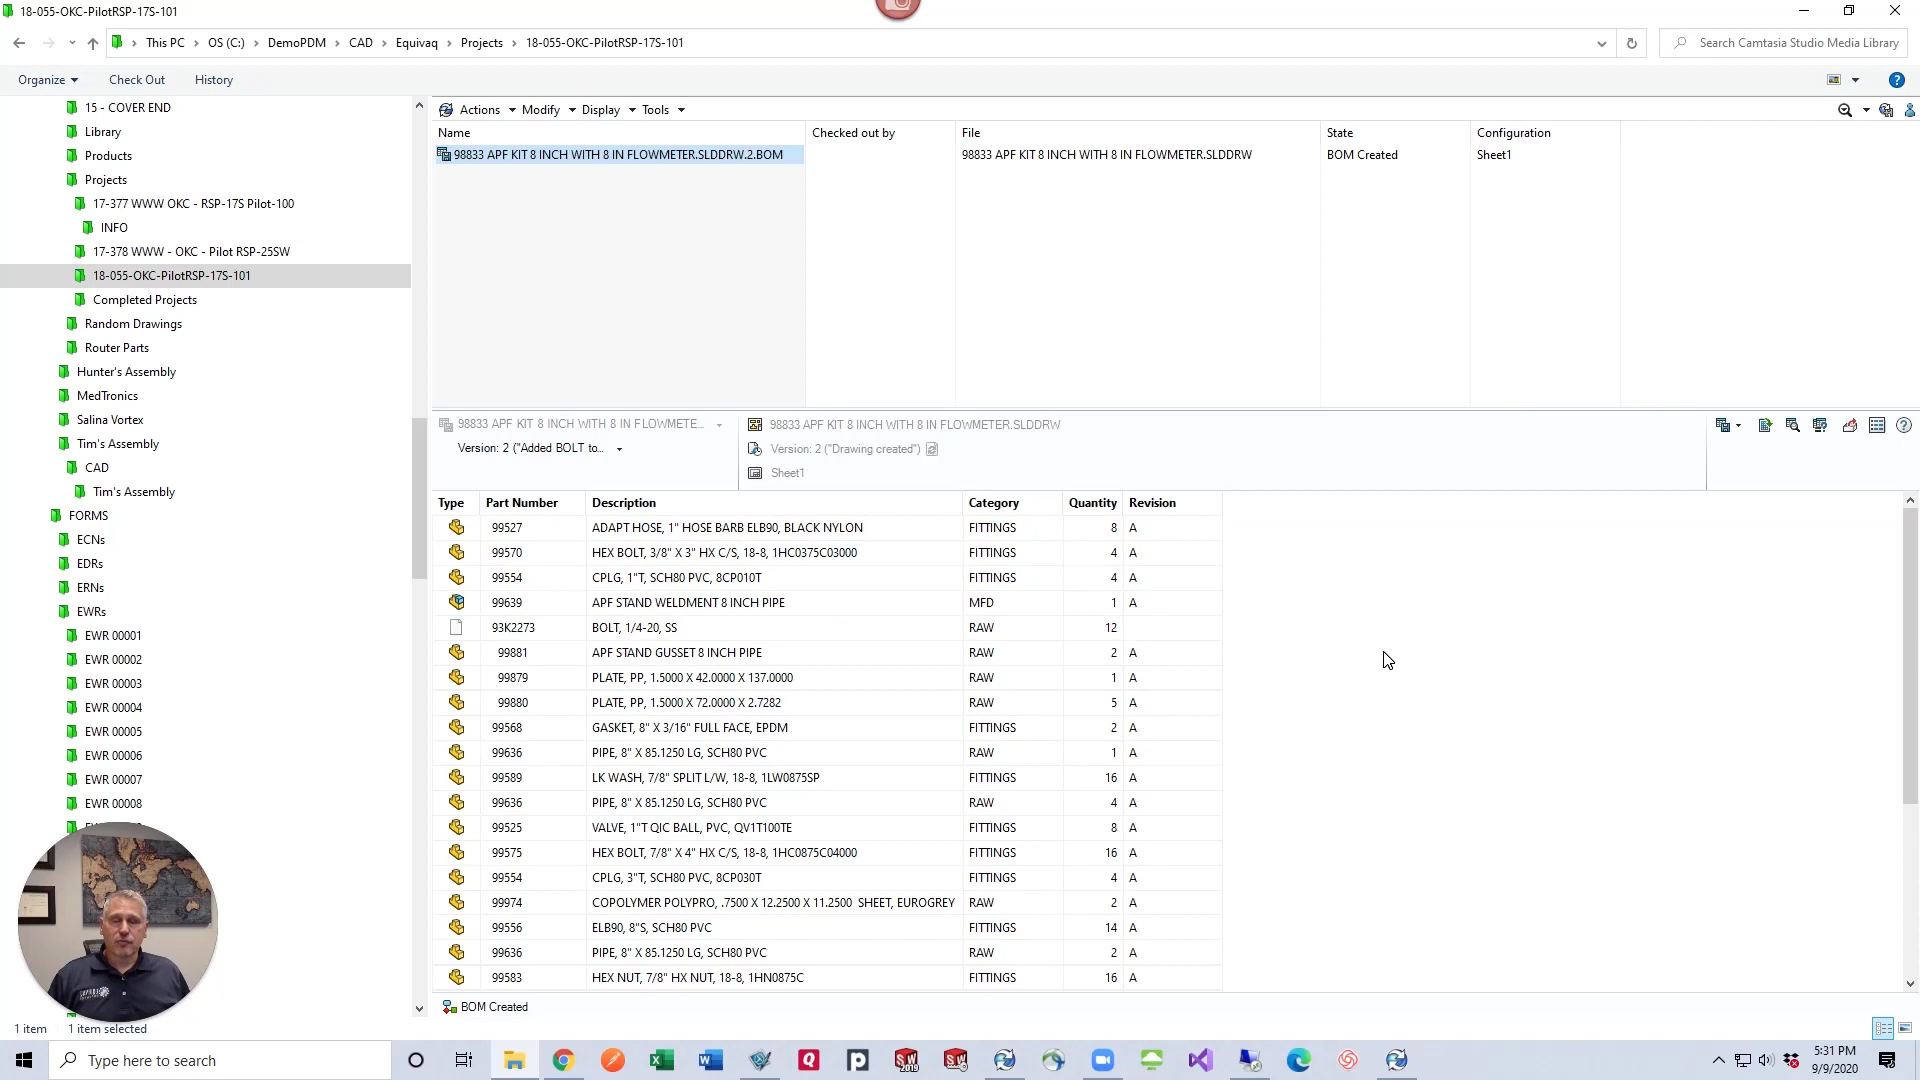 18-055-OKC-PilotRSP-17S-101
This PC > OS (C:) > DemoPDM > CAD > Equivaq > Projects > 18-055-OKC-PilotRSP-17S-101
Search Camtasia Studio Media Library
Organize
Check Out
History
15 - COVER END
Library
Products
Projects
17-377 WWW OKC - RSP-17S Pilot-100
INFO
17-378 WWW - OKC - Pilot RSP-25SW
18-055-OKC-PilotRSP-17S-101
Completed Projects
Random Drawings
Router Parts
Hunter's Assembly
MedTronics
Salina Vortex
Tim's Assembly
CAD
Tim's Assembly
FORMS
ECNs
EDRs
ERNs
EWRs
EWR 00001
EWR 00002
EWR 00003
EWR 00004
EWR 00005
EWR 00006
EWR 00007
EWR 00008
Actions Modify Display Tools
Name Checked out by File State Configuration
98833 APF KIT 8 INCH WITH 8 IN FLOWMETER.SLDDRW.2.BOM 98833 APF KIT 8 INCH WITH 8 IN FLOWMETER.SLDDRW BOM Created Sheet1
98833 APF KIT 8 INCH WITH 8 IN FLOWMETE...
Version: 2 ("Added BOLT to...
98833 APF KIT 8 INCH WITH 8 IN FLOWMETER.SLDDRW
Version: 2 ("Drawing created")
Sheet1
Type Part Number Description Category Quantity Revision
99527 ADAPT HOSE, 1" HOSE BARB ELB90, BLACK NYLON FITTINGS 8 A
99570 HEX BOLT, 3/8" X 3" HX C/S, 18-8, 1HC0375C03000 FITTINGS 4 A
99554 CPLG, 1"T, SCH80 PVC, 8CP010T FITTINGS 4 A
99639 APF STAND WELDMENT 8 INCH PIPE MFD 1 A
93K2273 BOLT, 1/4-20, SS RAW 12
99881 APF STAND GUSSET 8 INCH PIPE RAW 2 A
99879 PLATE, PP, 1.5000 X 42.0000 X 137.0000 RAW 1 A
99880 PLATE, PP, 1.5000 X 72.0000 X 2.7282 RAW 5 A
99568 GASKET, 8" X 3/16" FULL FACE, EPDM FITTINGS 2 A
99636 PIPE, 8" X 85.1250 LG, SCH80 PVC RAW 1 A
99589 LK WASH, 7/8" SPLIT L/W, 18-8, 1LW0875SP FITTINGS 16 A
99636 PIPE, 8" X 85.1250 LG, SCH80 PVC RAW 4 A
99525 VALVE, 1"T QIC BALL, PVC, QV1T100TE FITTINGS 8 A
99575 HEX BOLT, 7/8" X 4" HX C/S, 18-8, 1HC0875C04000 FITTINGS 16 A
99554 CPLG, 3"T, SCH80 PVC, 8CP030T FITTINGS 4 A
99974 COPOLYMER POLYPRO, .7500 X 12.2500 X 11.2500 SHEET, EUROGREY RAW 2 A
99556 ELB90, 8"S, SCH80 PVC FITTINGS 14 A
99636 PIPE, 8" X 85.1250 LG, SCH80 PVC RAW 2 A
99583 HEX NUT, 7/8" HX NUT, 18-8, 1HN0875C FITTINGS 16 A
BOM Created
1 item 1 item selected
Type here to search
5:31 PM
9/9/2020